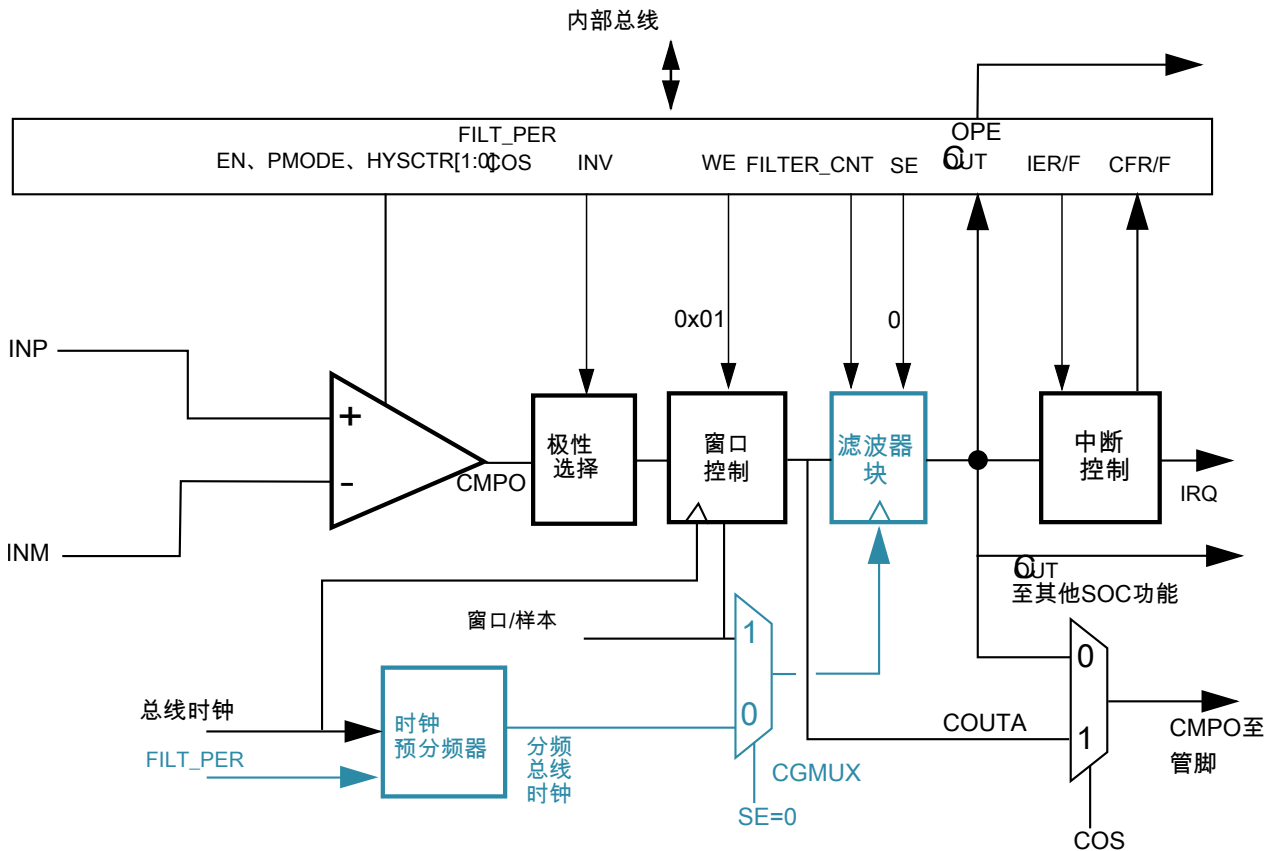 内部总线
FILT_PER
OPE
EN、PMODE、HYSCTR[1:0]
COS
INV
WE
FILTER_CNT
SE
COUT
IER/F
CFR/F
0x01
0
INP
+
极性
选择
窗口
控制
滤波器
块
中断
控制
-
CMPO
IRQ
INM
COUT
至其他SOC功能
窗口/样本
1
0
总线时钟
时钟
预分频器
0
COUTA
1
CMPO至
管脚
FILT_PER
分频
总线
时钟
CGMUX
SE=0
COS